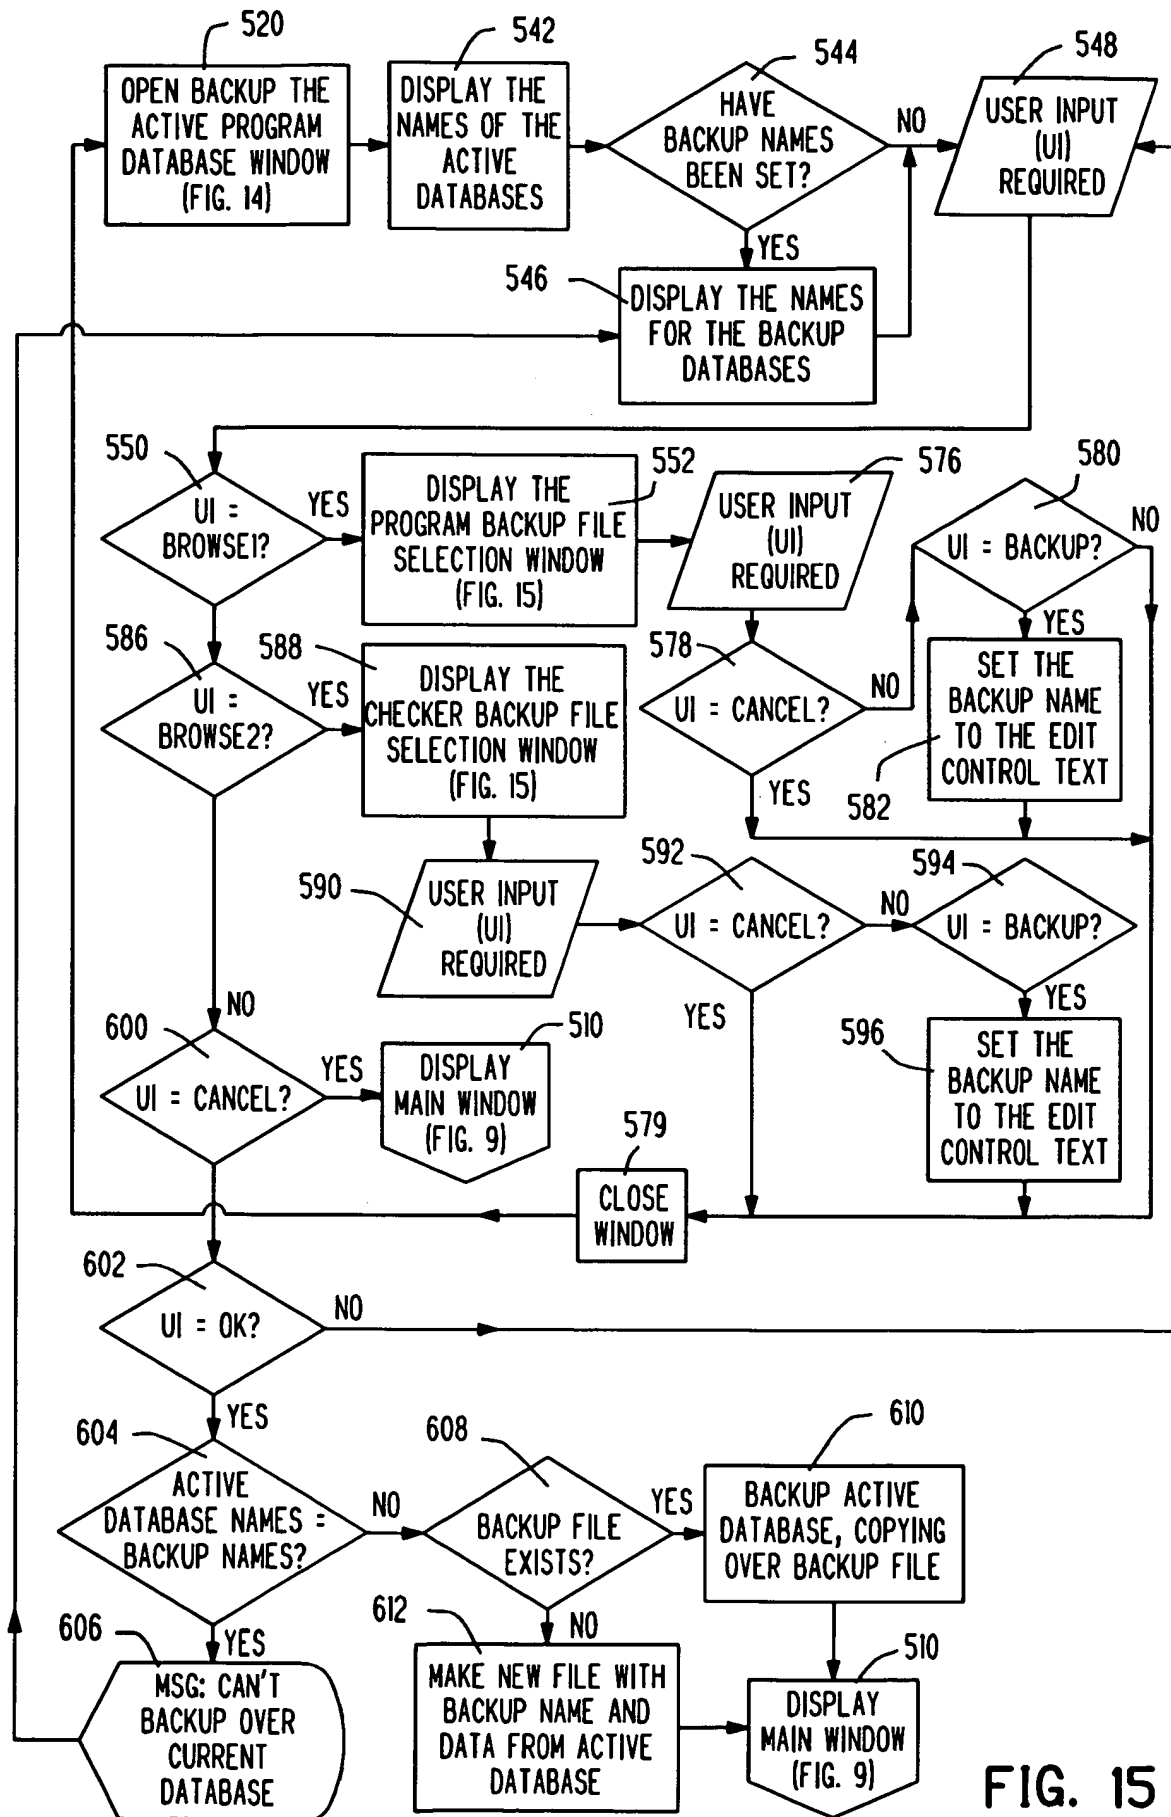 520
OPEN BACKUP THE
ACTIVE PROGRAM
DATABASE WINDOW
(FIG. 14)
542
DISPLAY THE
NAMES OF THE
ACTIVE
DATABASES
544
HAVE
BACKUP NAMES
BEEN SET?
NO
YES
548
USER INPUT
(UI)
REQUIRED
546
DISPLAY THE NAMES
FOR THE BACKUP
DATABASES
550
UI =
BROWSE1?
YES
552
DISPLAY THE
PROGRAM BACKUP FILE
SELECTION WINDOW
(FIG. 15)
576
USER INPUT
(UI)
REQUIRED
580
UI = BACKUP?
NO
YES
586
UI =
BROWSE2?
YES
588
DISPLAY THE
CHECKER BACKUP FILE
SELECTION WINDOW
(FIG. 15)
578
UI = CANCEL?
NO
YES
SET THE
BACKUP NAME
TO THE EDIT
CONTROL TEXT
582
590
USER INPUT
(UI)
REQUIRED
592
UI = CANCEL?
NO
YES
594
UI = BACKUP?
YES
NO
600
UI = CANCEL?
YES
510
DISPLAY
MAIN WINDOW
(FIG. 9)
596
SET THE
BACKUP NAME
TO THE EDIT
CONTROL TEXT
579
CLOSE
WINDOW
602
UI = OK?
NO
YES
604
ACTIVE
DATABASE NAMES =
BACKUP NAMES?
NO
YES
608
BACKUP FILE
EXISTS?
YES
NO
610
BACKUP ACTIVE
DATABASE, COPYING
OVER BACKUP FILE
606
MSG: CAN'T
BACKUP OVER
CURRENT
DATABASE
612
MAKE NEW FILE WITH
BACKUP NAME AND
DATA FROM ACTIVE
DATABASE
510
DISPLAY
MAIN WINDOW
(FIG. 9)
FIG. 15